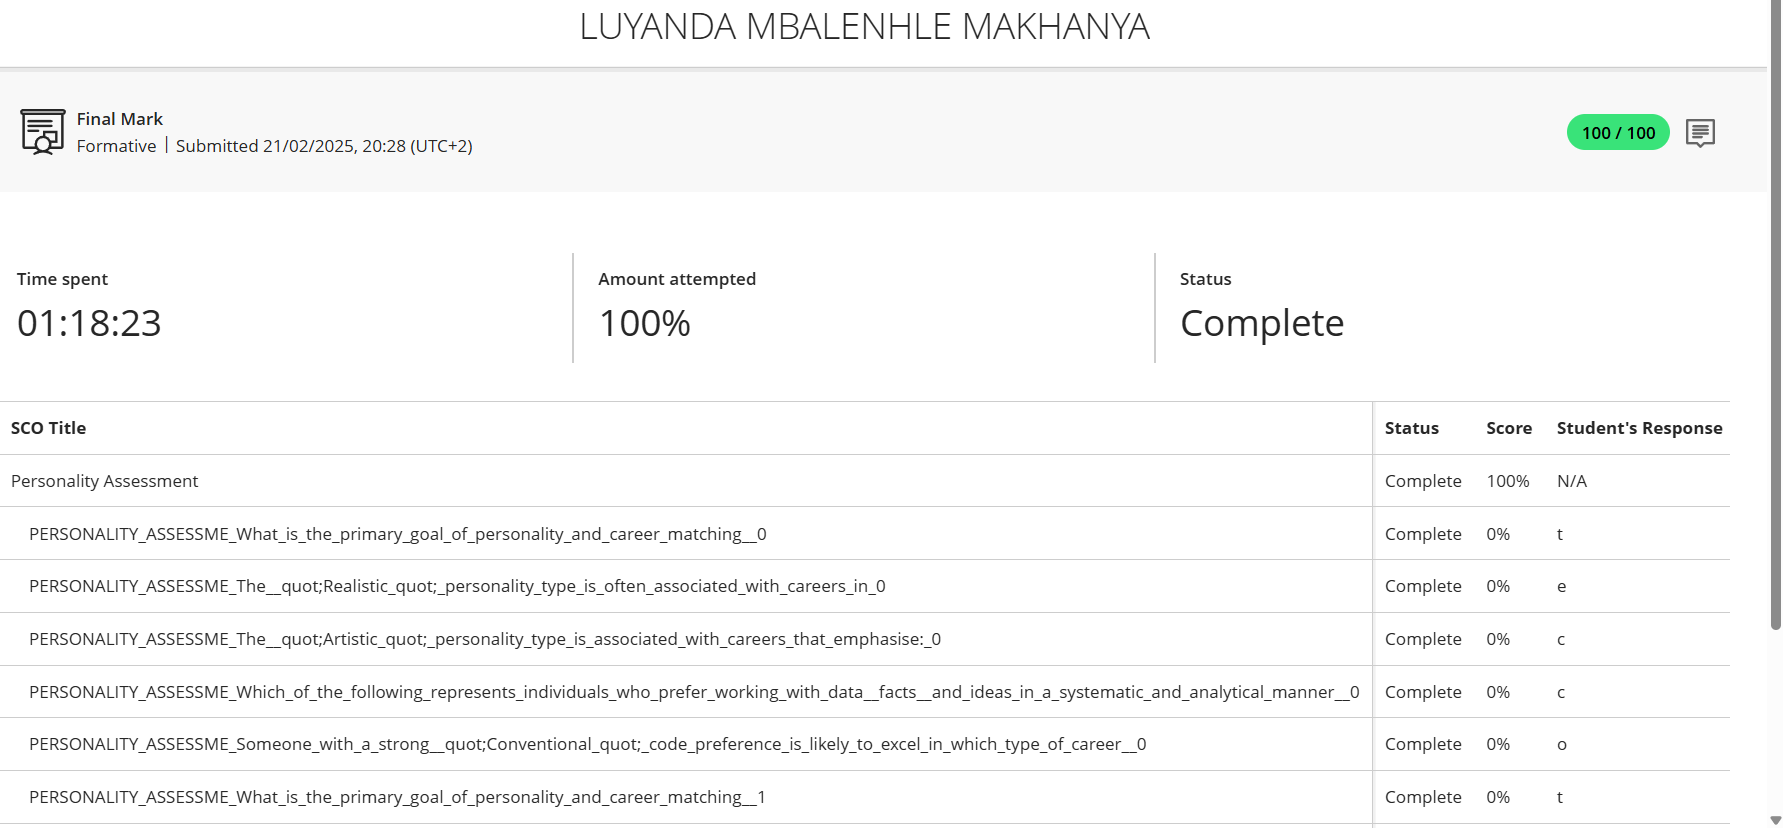 LUYANDA MBALENHLE MAKHANYA
Final Mark
Formative | Submitted 21/02/2025, 20:28 (UTC+2)
100 / 100
Time spent
01:18:23
Amount attempted
100%
Status
Complete
SCO Title Status Score Student's Response
Personality Assessment Complete 100% N/A
PERSONALITY_ASSESSME_What_is_the_primary_goal_of_personality_and_career_matching__0 Complete 0% t
PERSONALITY_ASSESSME_The__quot;Realistic_quot;_personality_type_is_often_associated_with_careers_in_0 Complete 0% e
PERSONALITY_ASSESSME_The__quot;Artistic_quot;_personality_type_is_associated_with_careers_that_emphasise:_0 Complete 0% c
PERSONALITY_ASSESSME_Which_of_the_following_represents_individuals_who_prefer_working_with_data__facts__and_ideas_in_a_systematic_and_analytical_manner__0 Complete 0% c
PERSONALITY_ASSESSME_Someone_with_a_strong__quot;Conventional_quot;_code_preference_is_likely_to_excel_in_which_type_of_career__0 Complete 0% o
PERSONALITY_ASSESSME_What_is_the_primary_goal_of_personality_and_career_matching__1 Complete 0% t